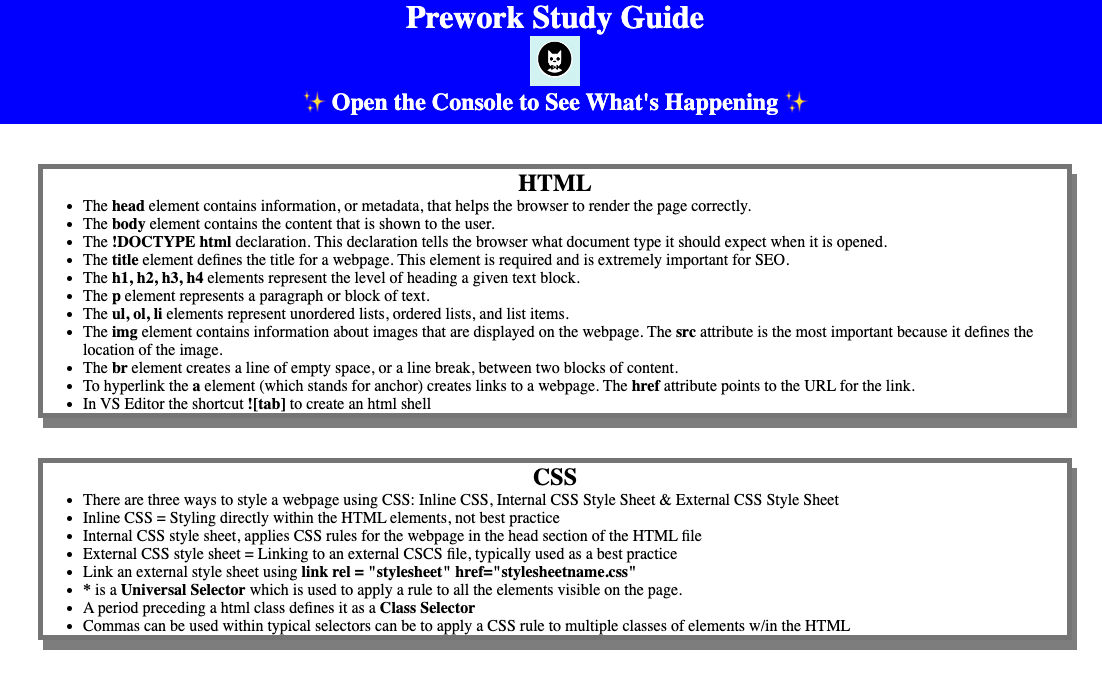 Prework Study Guide
✨ Open the Console to See What's Happening ✨
HTML
• The head element contains information, or metadata, that helps the browser to render the page correctly.
• The body element contains the content that is shown to the user.
• The !DOCTYPE html declaration. This declaration tells the browser what document type it should expect when it is opened.
• The title element defines the title for a webpage. This element is required and is extremely important for SEO.
• The h1, h2, h3, h4 elements represent the level of heading a given text block.
• The p element represents a paragraph or block of text.
• The ul, ol, li elements represent unordered lists, ordered lists, and list items.
• The img element contains information about images that are displayed on the webpage. The src attribute is the most important because it defines the
location of the image.
• The br element creates a line of empty space, or a line break, between two blocks of content.
• To hyperlink the a element (which stands for anchor) creates links to a webpage. The href attribute points to the URL for the link.
• In VS Editor the shortcut ![tab] to create an html shell
CSS
• There are three ways to style a webpage using CSS: Inline CSS, Internal CSS Style Sheet & External CSS Style Sheet
• Inline CSS = Styling directly within the HTML elements, not best practice
• Internal CSS style sheet, applies CSS rules for the webpage in the head section of the HTML file
• External CSS style sheet = Linking to an external CSCS file, typically used as a best practice
• Link an external style sheet using link rel = "stylesheet" href="stylesheetname.css"
• * is a Universal Selector which is used to apply a rule to all the elements visible on the page.
• A period preceding a html class defines it as a Class Selector
• Commas can be used within typical selectors can be to apply a CSS rule to multiple classes of elements w/in the HTML